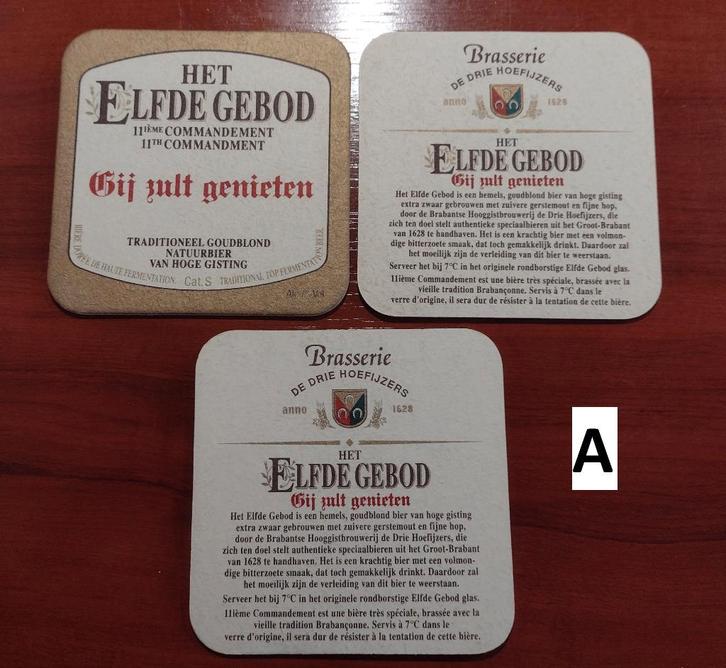 HET
ELFDE GEBOD
11IÈME COMMANDEMENT
11TH COMMANDMENT
Gij zult genieten
TRADITIONEEL GOUDBLOND
NATUURBIER
VAN HOGE GISTING
BIERE DORÉE DE HAUTE FERMENTATION. Cat.S TRADITIONAL TOP FERMENTATION BEER.
Brasserie
DE DRIE HOEFIJZERS
anno 1628
HET
ELFDE GEBOD
Gij zult genieten
Het Elfde Gebod is een hemels, goudblond bier van hoge gisting
extra zwaar gebrouwen met zuivere gerstemout en fijne hop,
door de Brabantse Hooggistbrouwerij de Drie Hoefijzers, die
zich ten doel stelt authentieke speciaalbieren uit het Groot-Brabant
van 1628 te handhaven. Het is een krachtig bier met een volmon-
dige bitterzoete smaak, dat toch gemakkelijk drinkt. Daardoor zal
het moeilijk zijn de verleiding van dit bier te weerstaan.
Serveer het bij 7°C in het originele rondborstige Elfde Gebod glas.
11ième Commandement est une bière très spéciale, brassée avec la
vieille tradition Brabançonne. Servis à 7°C dans le
verre d'origine, il sera dur de résister à la tentation de cette bière.
Brasserie
DE DRIE HOEFIJZERS
anno 1628
HET
ELFDE GEBOD
Gij zult genieten
Het Elfde Gebod is een hemels, goudblond bier van hoge gisting
extra zwaar gebrouwen met zuivere gerstemout en fijne hop,
door de Brabantse Hooggistbrouwerij de Drie Hoefijzers, die
zich ten doel stelt authentieke speciaalbieren uit het Groot-Brabant
van 1628 te handhaven. Het is een krachtig bier met een volmon-
dige bitterzoete smaak, dat toch gemakkelijk drinkt. Daardoor zal
het moeilijk zijn de verleiding van dit bier te weerstaan.
Serveer het bij 7°C in het originele rondborstige Elfde Gebod glas.
11ième Commandement est une bière très spéciale, brassée avec la
vieille tradition Brabançonne. Servis à 7°C dans le
verre d'origine, il sera dur de résister à la tentation de cette bière.
A